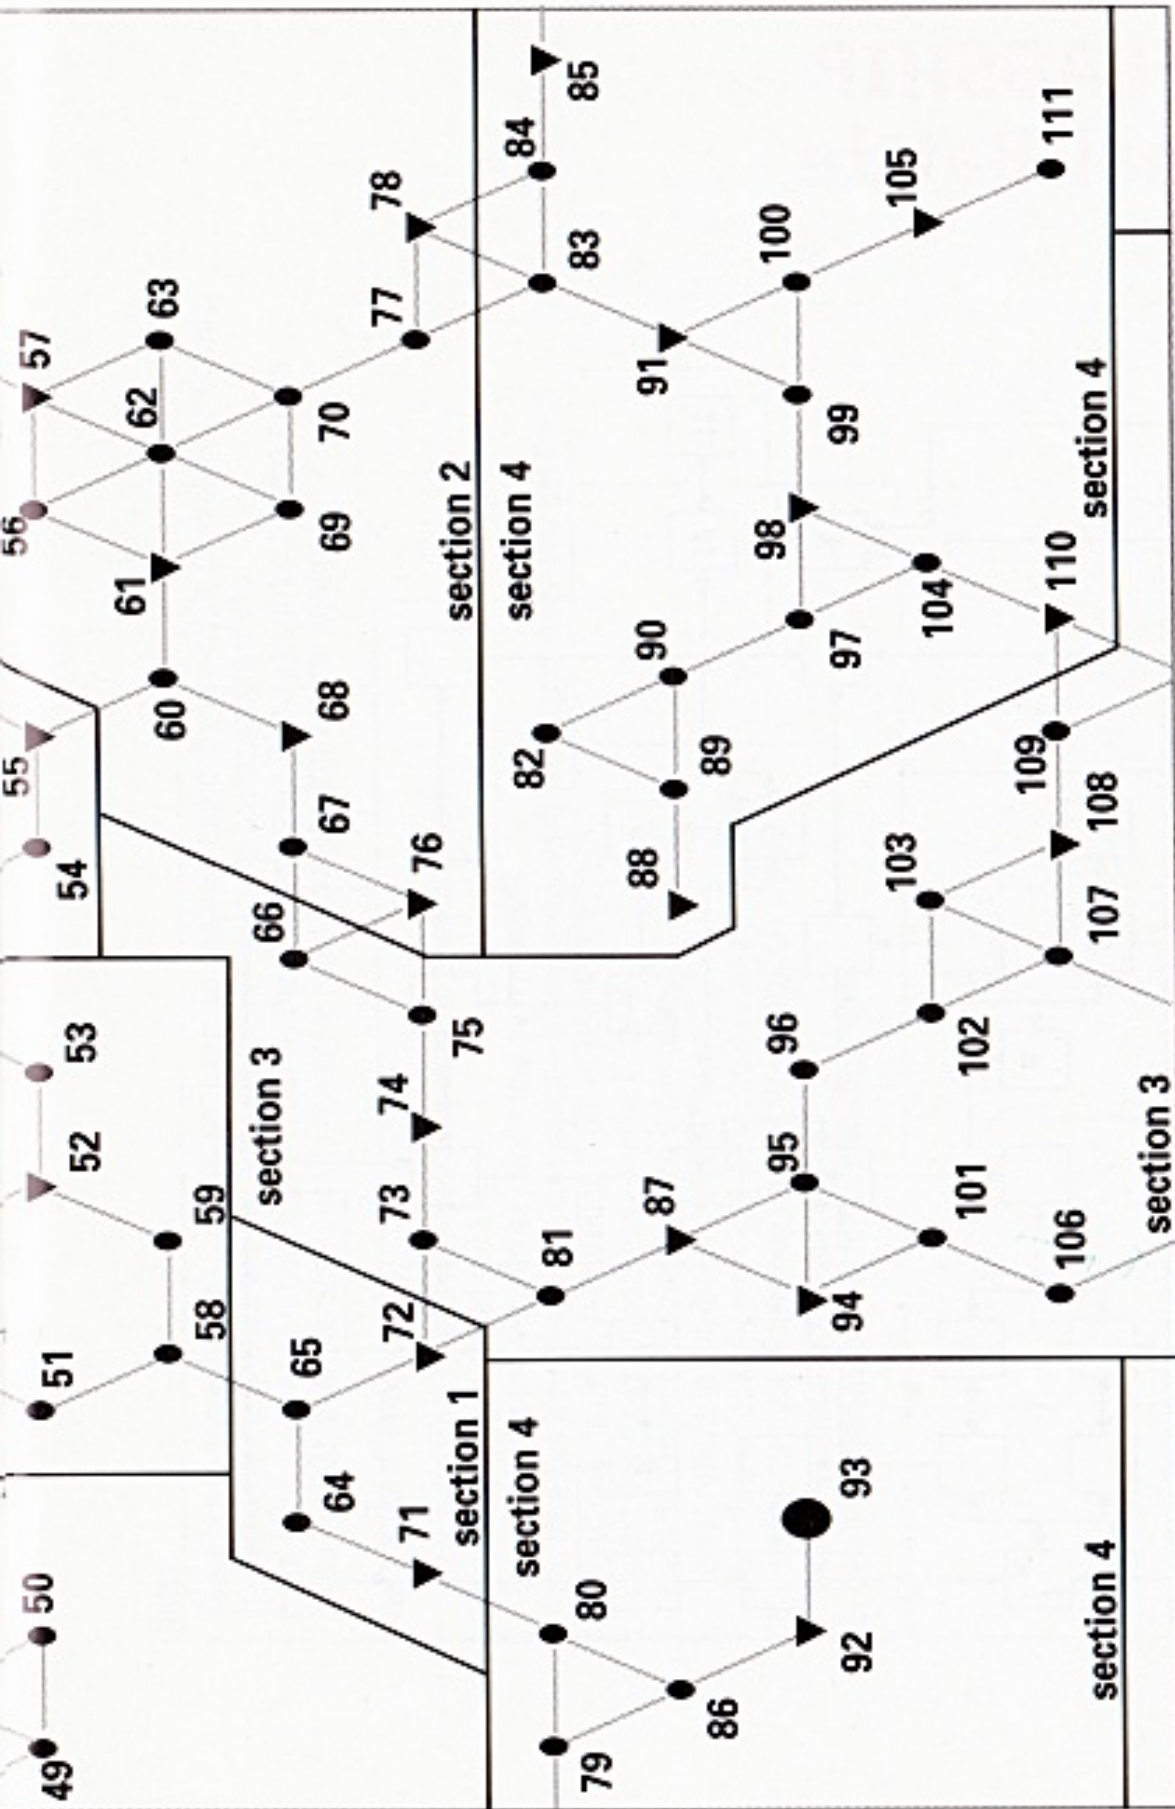 49 50 51 52 53 54 55 56 57
58 59 60 61 62 63
section 3
64 65 66 67 68 69 70
71 72 73 74 75 76 77 78
section 1 section 2
section 4 section 4
79 80 81 82 83 84 85
86 87 88 89 90 91
92 93 94 95 96 97 98 99 100
101 102 103 104 105
106 107 108 109 110 111
section 4 section 4
section 3